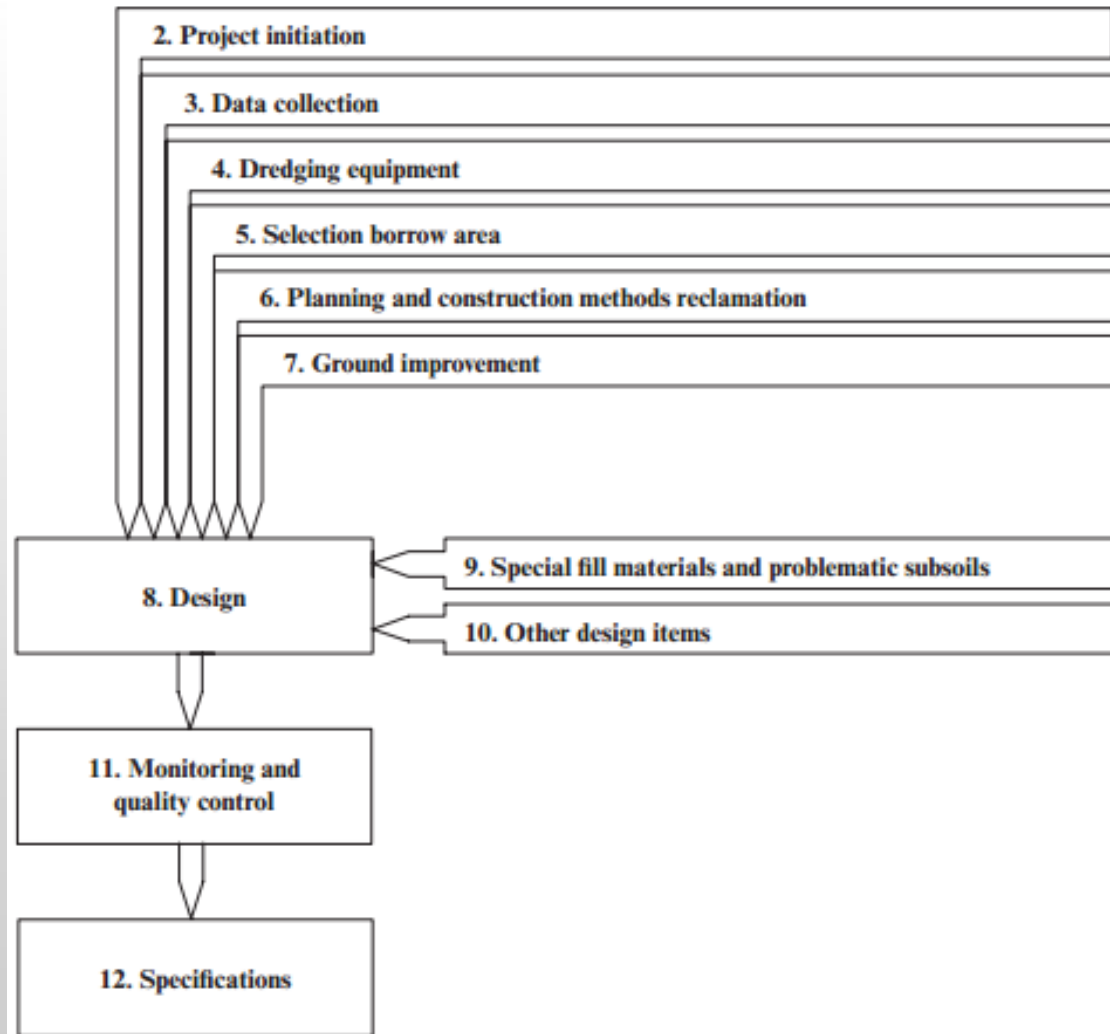 2. Project initiation
3. Data collection
4. Dredging equipment
5. Selection borrow area
6. Planning and construction methods reclamation
7. Ground improvement
8. Design
9. Special fill materials and problematic subsoils
10. Other design items
11. Monitoring and
quality control
12. Specifications